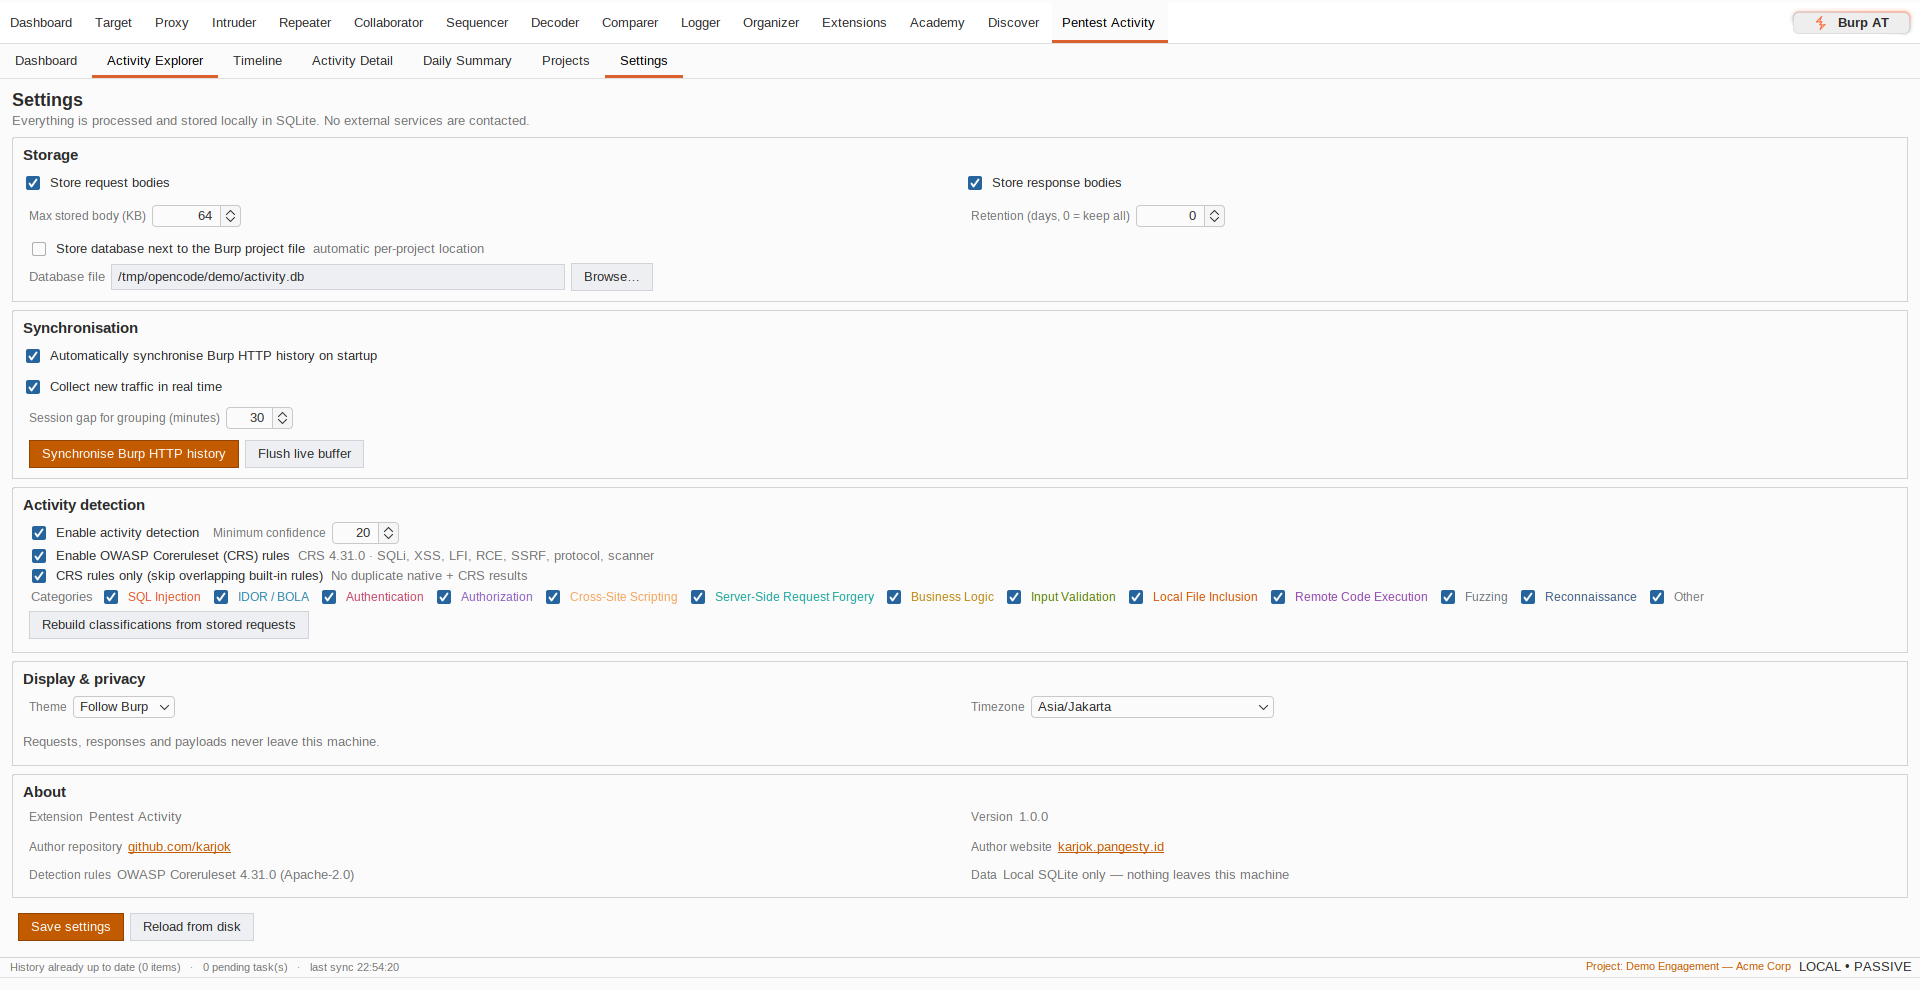 Dashboard Target Proxy Intruder Repeater Collaborator Sequencer Decoder Comparer Logger Organizer Extensions Academy Discover Pentest Activity Burp AT
Dashboard Activity Explorer Timeline Activity Detail Daily Summary Projects Settings
Settings
Everything is processed and stored locally in SQLite. No external services are contacted.
Storage
Store request bodies Store response bodies
Max stored body (KB) 64 Retention (days, 0 = keep all) 0
Store database next to the Burp project file automatic per-project location
Database file /tmp/opencode/demo/activity.db Browse...
Synchronisation
Automatically synchronise Burp HTTP history on startup
Collect new traffic in real time
Session gap for grouping (minutes) 30
Synchronise Burp HTTP history Flush live buffer
Activity detection
Enable activity detection Minimum confidence 20
Enable OWASP Coreruleset (CRS) rules CRS 4.31.0 · SQLi, XSS, LFI, RCE, SSRF, protocol, scanner
CRS rules only (skip overlapping built-in rules) No duplicate native + CRS results
Categories SQL Injection IDOR / BOLA Authentication Authorization Cross-Site Scripting Server-Side Request Forgery Business Logic Input Validation Local File Inclusion Remote Code Execution Fuzzing Reconnaissance Other
Rebuild classifications from stored requests
Display & privacy
Theme Follow Burp Timezone Asia/Jakarta
Requests, responses and payloads never leave this machine.
About
Extension Pentest Activity Version 1.0.0
Author repository github.com/karjok Author website karjok.pangesty.id
Detection rules OWASP Coreruleset 4.31.0 (Apache-2.0) Data Local SQLite only — nothing leaves this machine
Save settings Reload from disk
History already up to date (0 items) · 0 pending task(s) · last sync 22:54:20 Project: Demo Engagement — Acme Corp LOCAL • PASSIVE